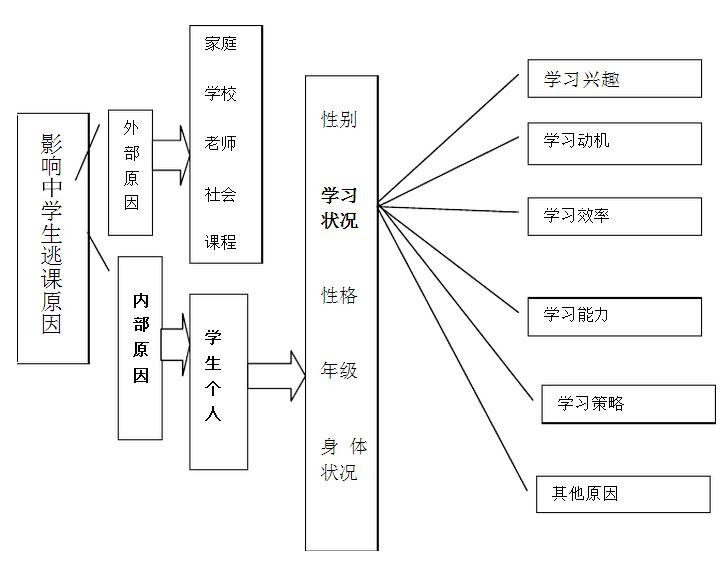 影响中学生逃课原因
外部原因
内部原因
家庭
学校
老师
社会
课程
学生个人
性别
学习
状况
性格
年级
身 体
状况
学习兴趣
学习动机
学习效率
学习能力
学习策略
其他原因